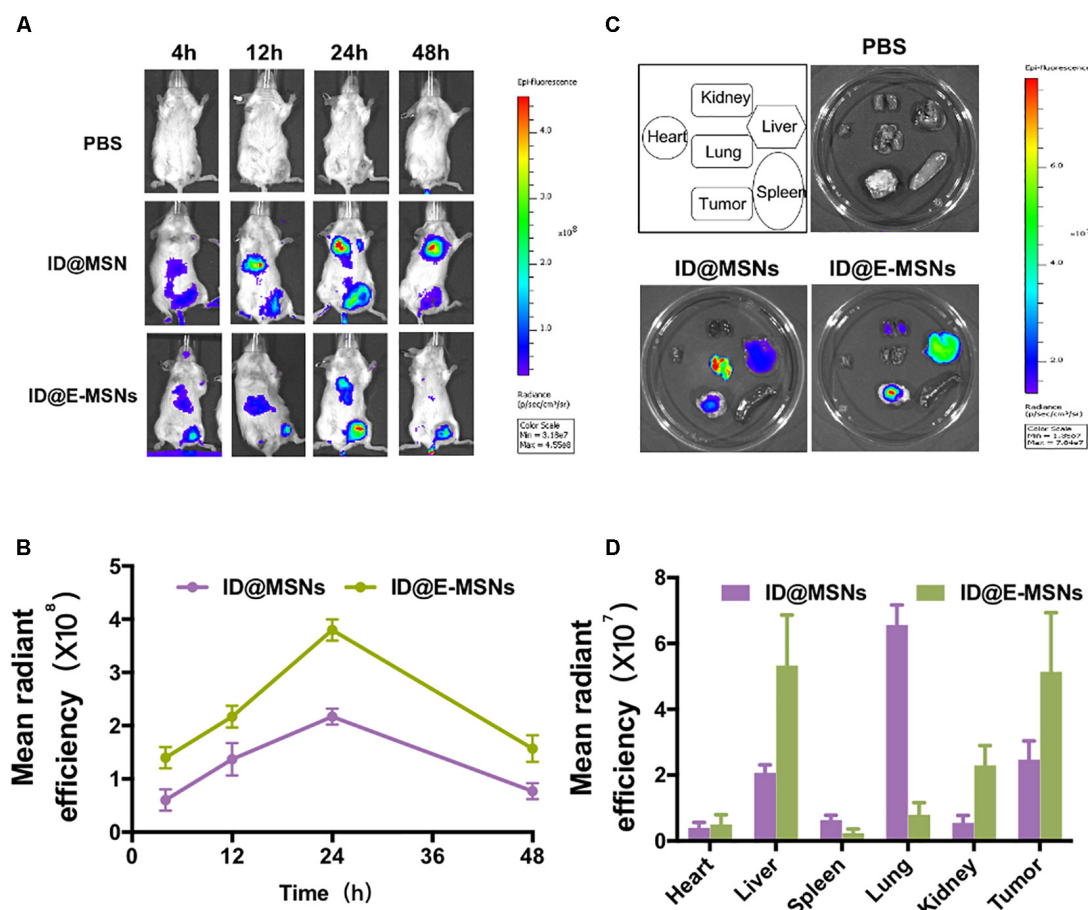 A
4h 12h 24h 48h
PBS
ID@MSN
ID@E-MSNs
Epi-fluorescence
4.0
3.0
x10⁸
2.0
1.0
Radiance
(p/sec/cm²/sr)
Color Scale
Min = 3.18e7
Max = 4.55e8
C
PBS
Kidney
Heart
Liver
Lung
Spleen
Tumor
ID@MSNs ID@E-MSNs
Epi-fluorescence
6.0
4.0
2.0
Radiance
(p/sec/cm²/sr)
Color Scale
B
ID@MSNs ID@E-MSNs
Mean radiant
efficiency (X10⁸)
5
4
3
2
1
0
0 12 24 36 48
Time (h)
D
ID@MSNs ID@E-MSNs
Mean radiant
efficiency (X10⁷)
8
6
4
2
0
Heart Liver Spleen Lung Kidney Tumor